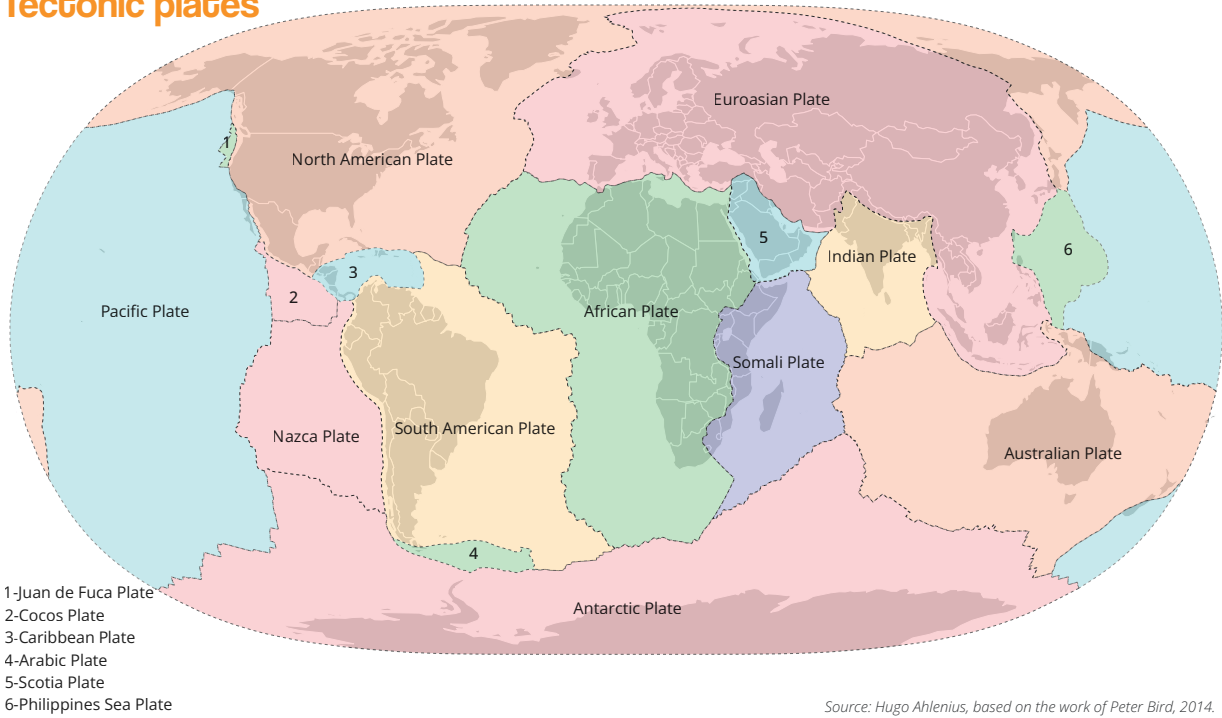 Tectonic plates
Euroasian Plate
1
North American Plate
5
6
3
Indian Plate
2
Pacific Plate
African Plate
Somali Plate
South American Plate
Nazca Plate
Australian Plate
4
1-Juan de Fuca Plate
Antarctic Plate
2-Cocos Plate
3-Caribbean Plate
4-Arabic Plate
5-Scotia Plate
6-Philippines Sea Plate
Source: Hugo Ahlenius, based on the work of Peter Bird, 2014.